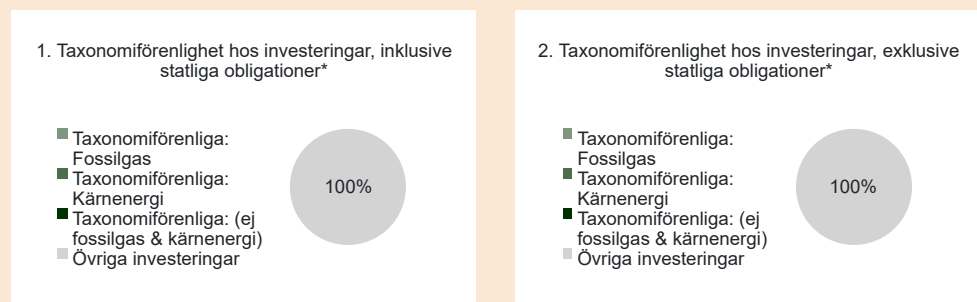 1. Taxonomiförenlighet hos investeringar, inklusive
statliga obligationer*
Taxonomiförenliga:
Fossilgas
Taxonomiförenliga:
Kärnenergi
Taxonomiförenliga: (ej
fossilgas & kärnenergi)
Övriga investeringar
100%
2. Taxonomiförenlighet hos investeringar, exklusive
statliga obligationer*
Taxonomiförenliga:
Fossilgas
Taxonomiförenliga:
Kärnenergi
Taxonomiförenliga: (ej
fossilgas & kärnenergi)
Övriga investeringar
100%